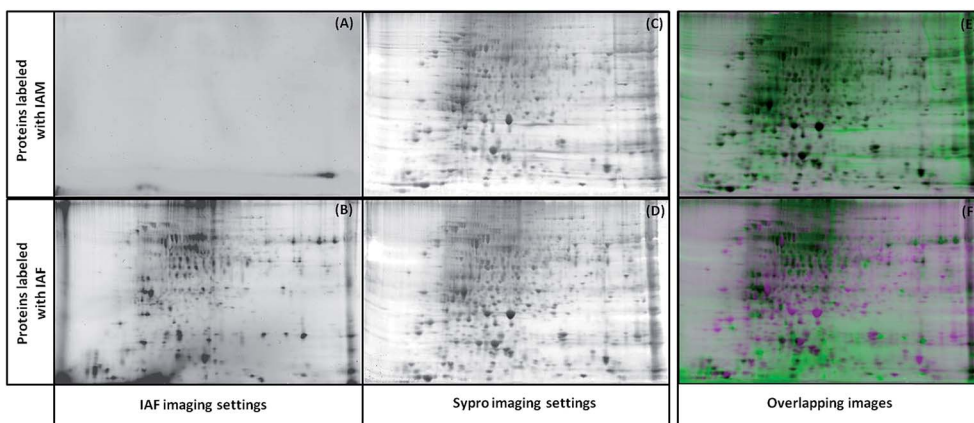 Proteins labeled
with IAM
(A)
(C)
(E)
Proteins labeled
with IAF
(B)
(D)
(F)
IAF imaging settings
Sypro imaging settings
Overlapping images